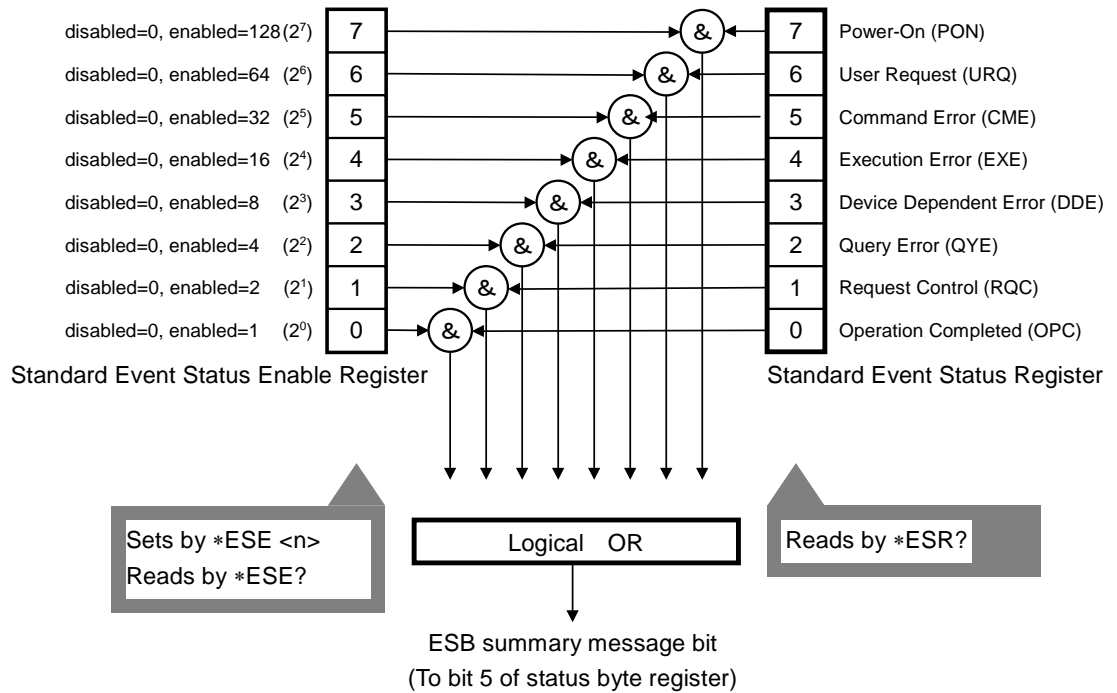 disabled=0, enabled=128(2⁷) 7 & 7 Power-On (PON)
disabled=0, enabled=64 (2⁶) 6 & 6 User Request (URQ)
disabled=0, enabled=32 (2⁵) 5 & 5 Command Error (CME)
disabled=0, enabled=16 (2⁴) 4 & 4 Execution Error (EXE)
disabled=0, enabled=8 (2³) 3 & 3 Device Dependent Error (DDE)
disabled=0, enabled=4 (2²) 2 & 2 Query Error (QYE)
disabled=0, enabled=2 (2¹) 1 & 1 Request Control (RQC)
disabled=0, enabled=1 (2⁰) 0 & 0 Operation Completed (OPC)
Standard Event Status Enable Register Standard Event Status Register
Sets by *ESE <n>
Reads by *ESE?
Logical OR
Reads by *ESR?
ESB summary message bit
(To bit 5 of status byte register)